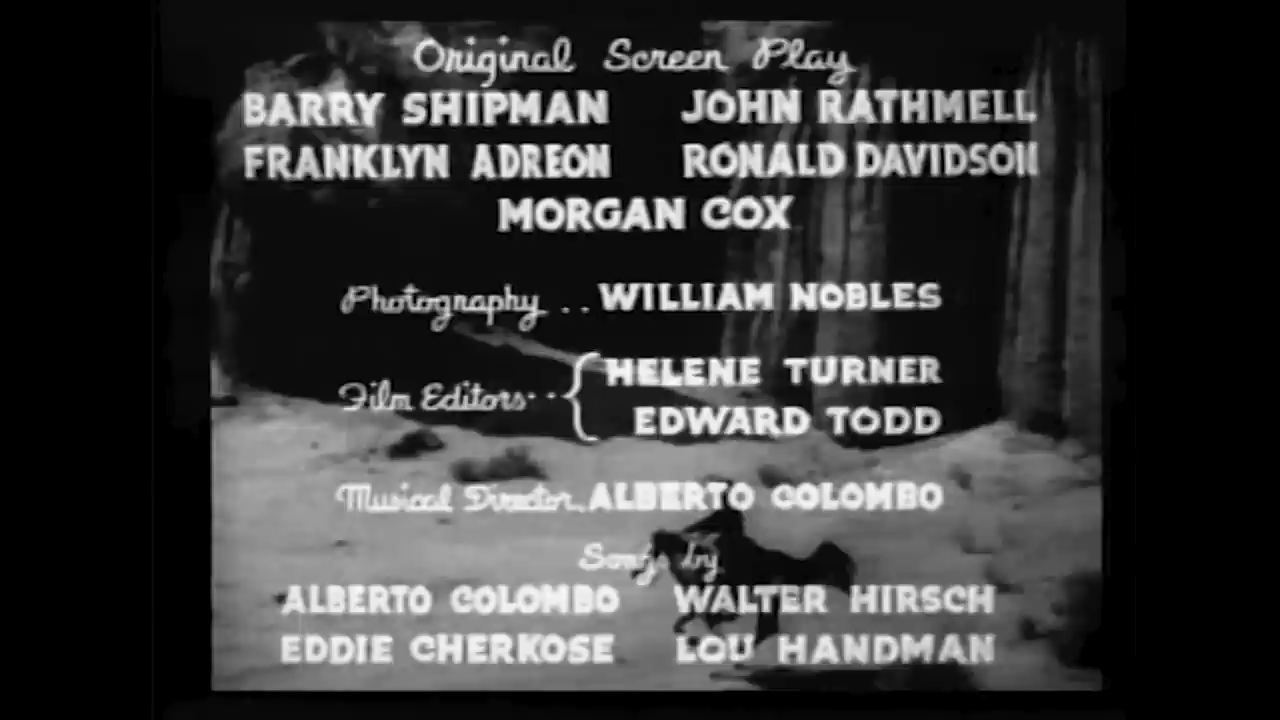 Original Screen Play
BARRY SHIPMAN JOHN RATHMELL
FRANKLYN ADREON RONALD DAVIDSON
MORGAN COX
Photography .. WILLIAM NOBLES
Film Editors .. { HELENE TURNER
EDWARD TODD
Musical Director. ALBERTO COLOMBO
Songs by
ALBERTO COLOMBO WALTER HIRSCH
EDDIE CHERKOSE LOU HANDMAN